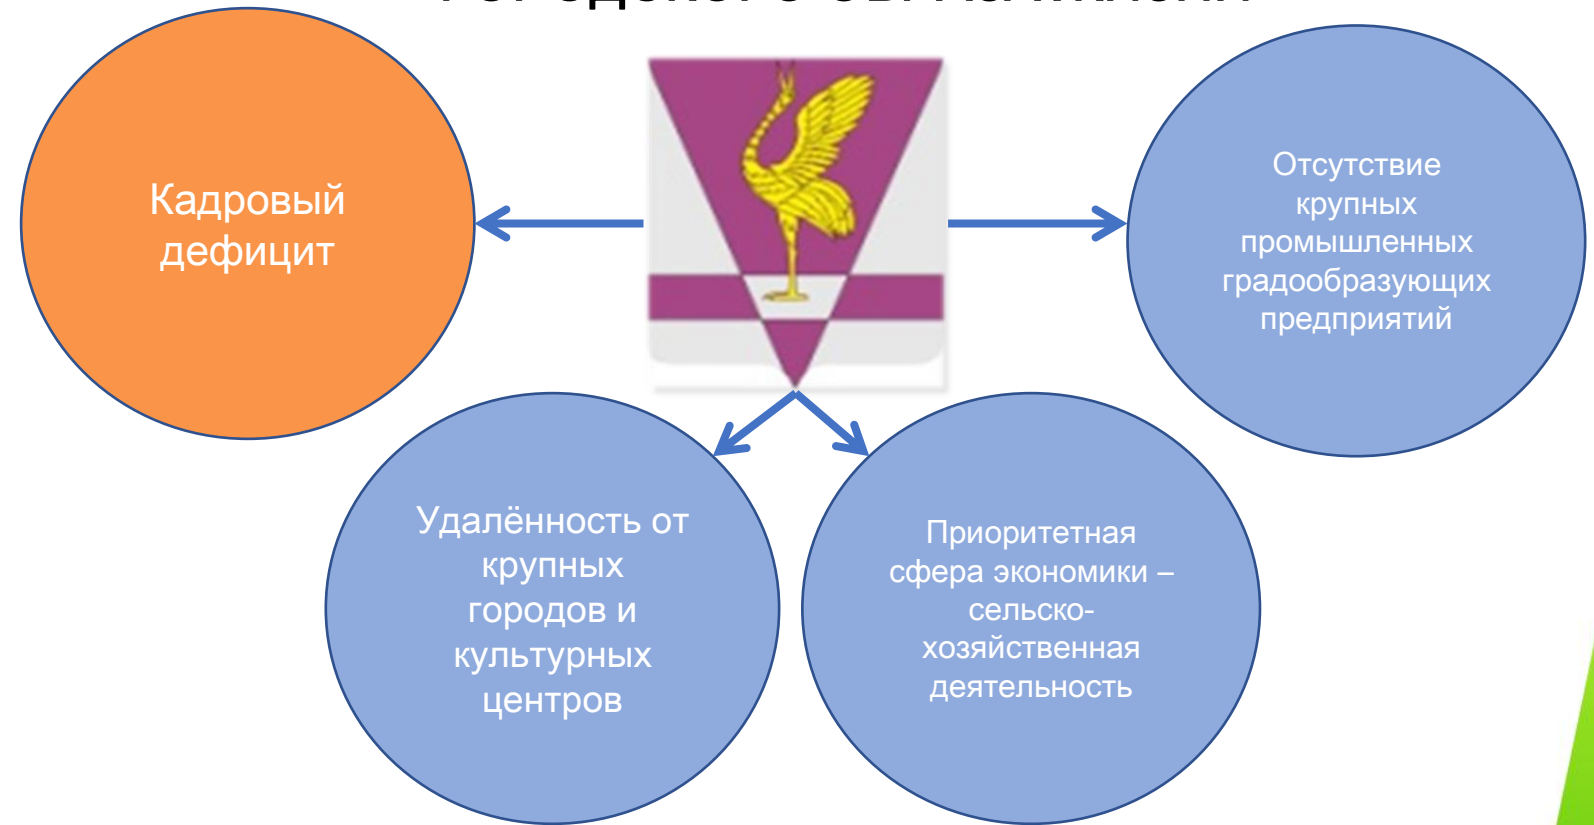 Кадровый
дефицит
Отсутствие
крупных
промышленных
градообразующих
предприятий
Удалённость от
крупных
городов и
культурных
центров
Приоритетная
сфера экономики –
сельско-
хозяйственная
деятельность